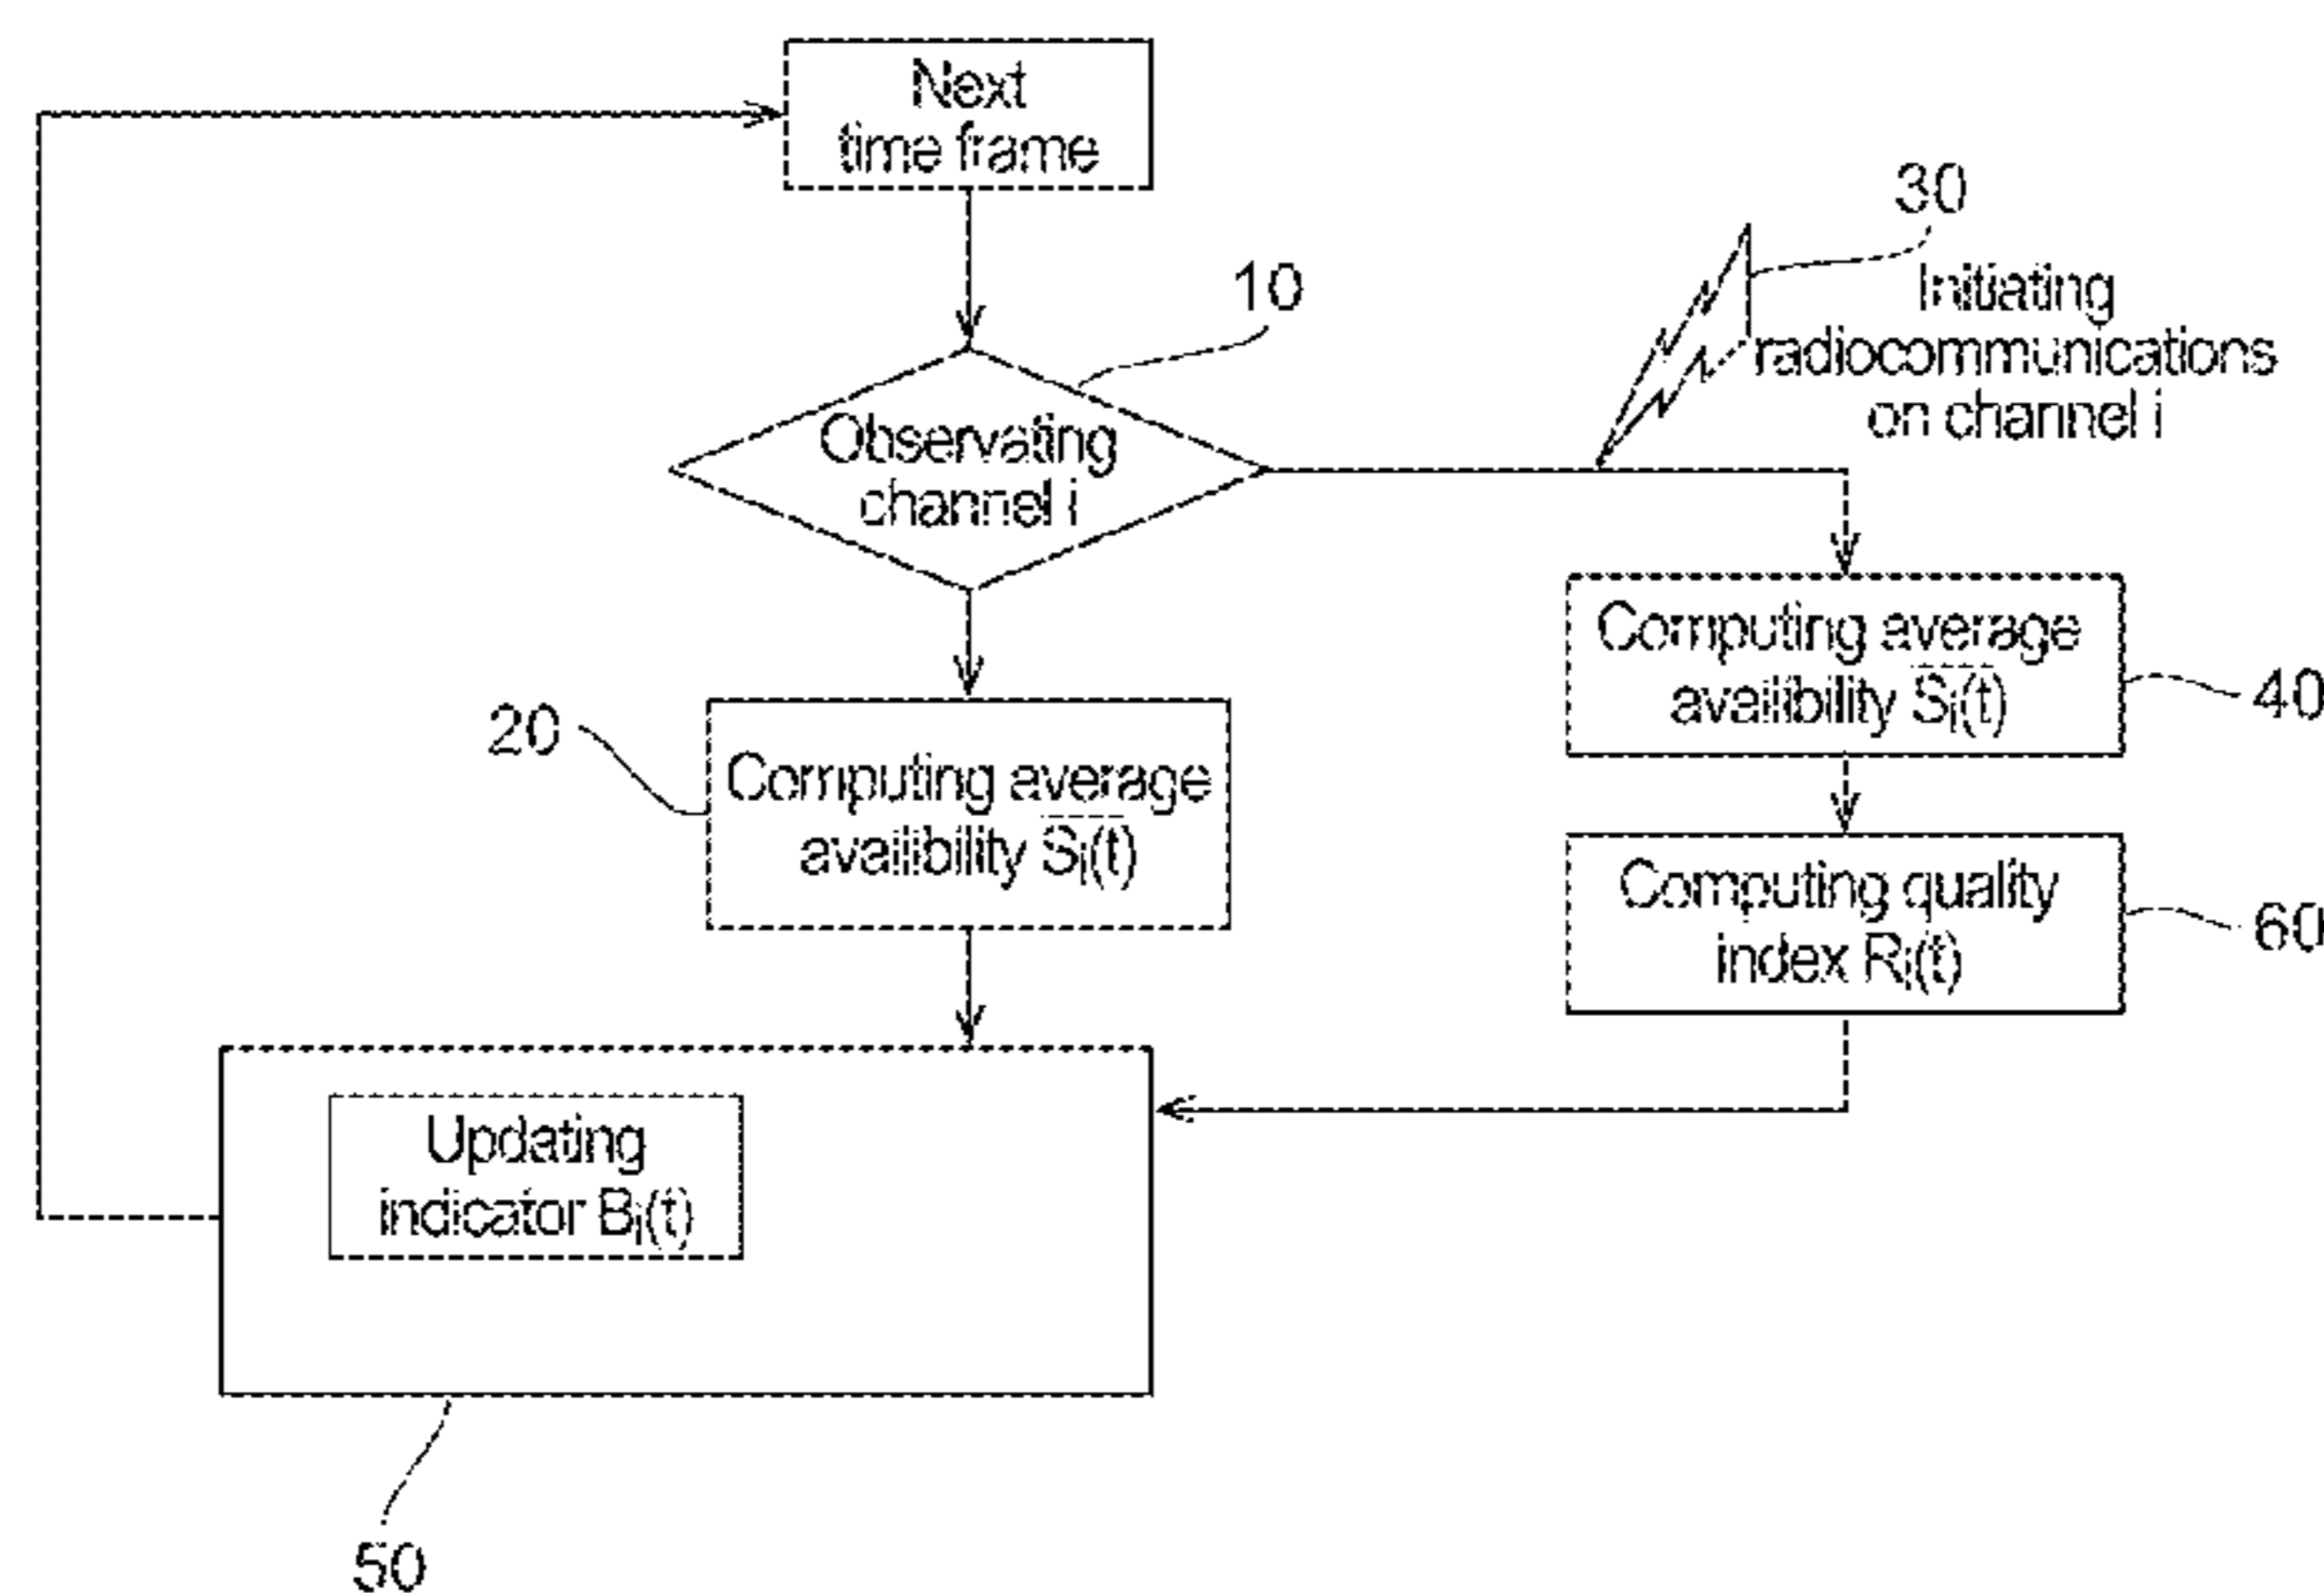 Next
time frame
30
Initiating
radiocommunications
on channel i
10
Observating
channel i
Computing average
availibility S̅i̅(̅t̅)
40
20
Computing average
availibility S̅i̅(̅t̅)
Computing quality
index Ri(t)
60
Updating
indicator Bi(t)
50